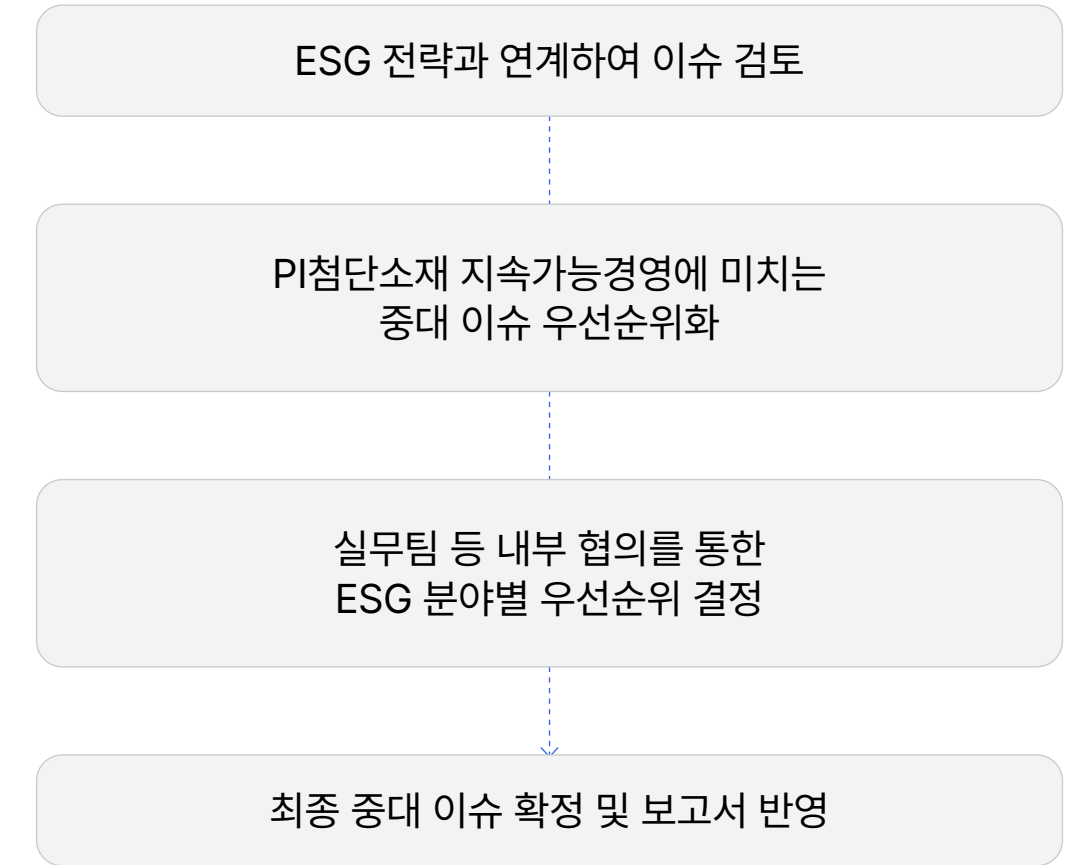 ESG 전략과 연계하여 이슈 검토
PI첨단소재 지속가능경영에 미치는
중대 이슈 우선순위화
실무팀 등 내부 협의를 통한
ESG 분야별 우선순위 결정
최종 중대 이슈 확정 및 보고서 반영